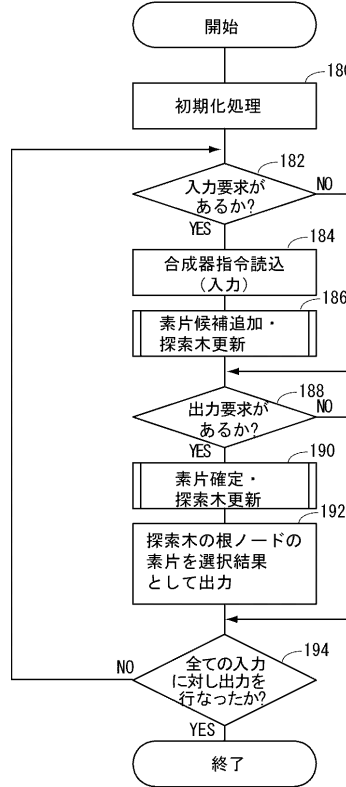 開始
180
初期化処理
182
入力要求が
あるか?
NO
YES
184
合成器指令読込
(入力)
186
素片候補追加・
探索木更新
188
出力要求が
あるか?
NO
YES
190
素片確定・
探索木更新
192
探索木の根ノードの
素片を選択結果
として出力
194
全ての入力
に対し出力を
行なったか?
NO
YES
終了